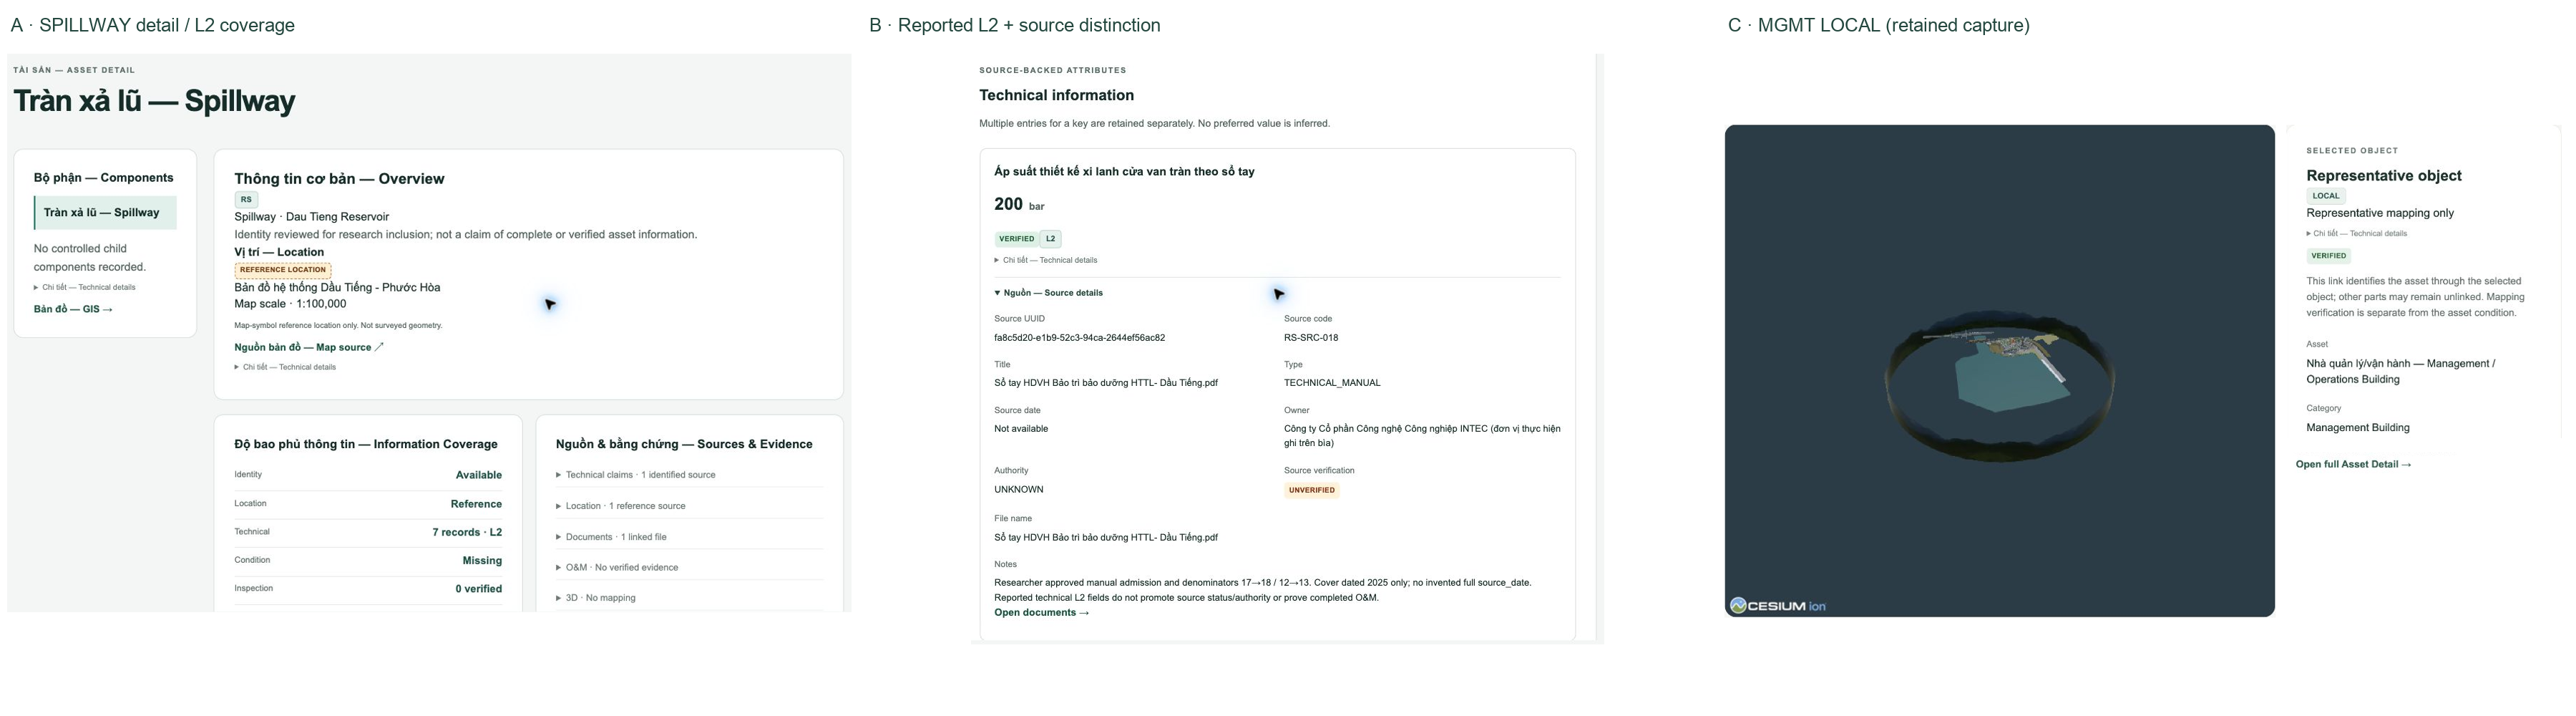 A · SPILLWAY detail / L2 coverage
TÀI SẢN — ASSET DETAIL
Tràn xả lũ — Spillway
Bộ phận — Components
Tràn xả lũ — Spillway
No controlled child
components recorded.
▸ Chi tiết — Technical details
Bản đồ — GIS →
Thông tin cơ bản — Overview
RS
Spillway · Dau Tieng Reservoir
Identity reviewed for research inclusion; not a claim of complete or verified asset information.
Vị trí — Location
REFERENCE LOCATION
Bản đồ hệ thống Dầu Tiếng - Phước Hòa
Map scale · 1:100,000
Map-symbol reference location only. Not surveyed geometry.
Nguồn bản đồ — Map source ↗
▸ Chi tiết — Technical details
Độ bao phủ thông tin — Information Coverage
Identity Available
Location Reference
Technical 7 records · L2
Condition Missing
Inspection 0 verified
Nguồn & bằng chứng — Sources & Evidence
▸ Technical claims · 1 identified source
▸ Location · 1 reference source
▸ Documents · 1 linked file
▸ O&M · No verified evidence
▸ 3D · No mapping
B · Reported L2 + source distinction
SOURCE-BACKED ATTRIBUTES
Technical information
Multiple entries for a key are retained separately. No preferred value is inferred.
Áp suất thiết kế xi lanh cửa van tràn theo sổ tay
200 bar
VERIFIED L2
▸ Chi tiết — Technical details
▾ Nguồn — Source details
Source UUID Source code
fa8c5d20-e1b9-52c3-94ca-2644ef56ac82 RS-SRC-018
Title Type
Sổ tay HDVH Bảo trì bảo dưỡng HTTL- Dầu Tiếng.pdf TECHNICAL_MANUAL
Source date Owner
Not available Công ty Cổ phần Công nghệ Công nghiệp INTEC (đơn vị thực hiện
ghi trên bìa)
Authority Source verification
UNKNOWN UNVERIFIED
File name
Sổ tay HDVH Bảo trì bảo dưỡng HTTL- Dầu Tiếng.pdf
Notes
Researcher approved manual admission and denominators 17→18 / 12→13. Cover dated 2025 only; no invented full source_date.
Reported technical L2 fields do not promote source status/authority or prove completed O&M.
Open documents →
C · MGMT LOCAL (retained capture)
CESIUM ion
SELECTED OBJECT
Representative object
LOCAL
Representative mapping only
▸ Chi tiết — Technical details
VERIFIED
This link identifies the asset through the selected
object; other parts may remain unlinked. Mapping
verification is separate from the asset condition.
Asset
Nhà quản lý/vận hành — Management /
Operations Building
Category
Management Building
Open full Asset Detail →